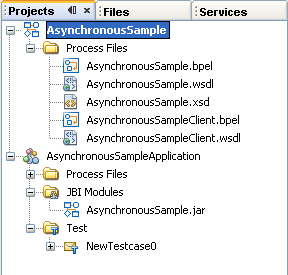 Projects Files Services
AsynchronousSample
Process Files
AsynchronousSample.bpel
AsynchronousSample.wsdl
AsynchronousSample.xsd
AsynchronousSampleClient.bpel
AsynchronousSampleClient.wsdl
AsynchronousSampleApplication
Process Files
JBI Modules
AsynchronousSample.jar
Test
NewTestcase0